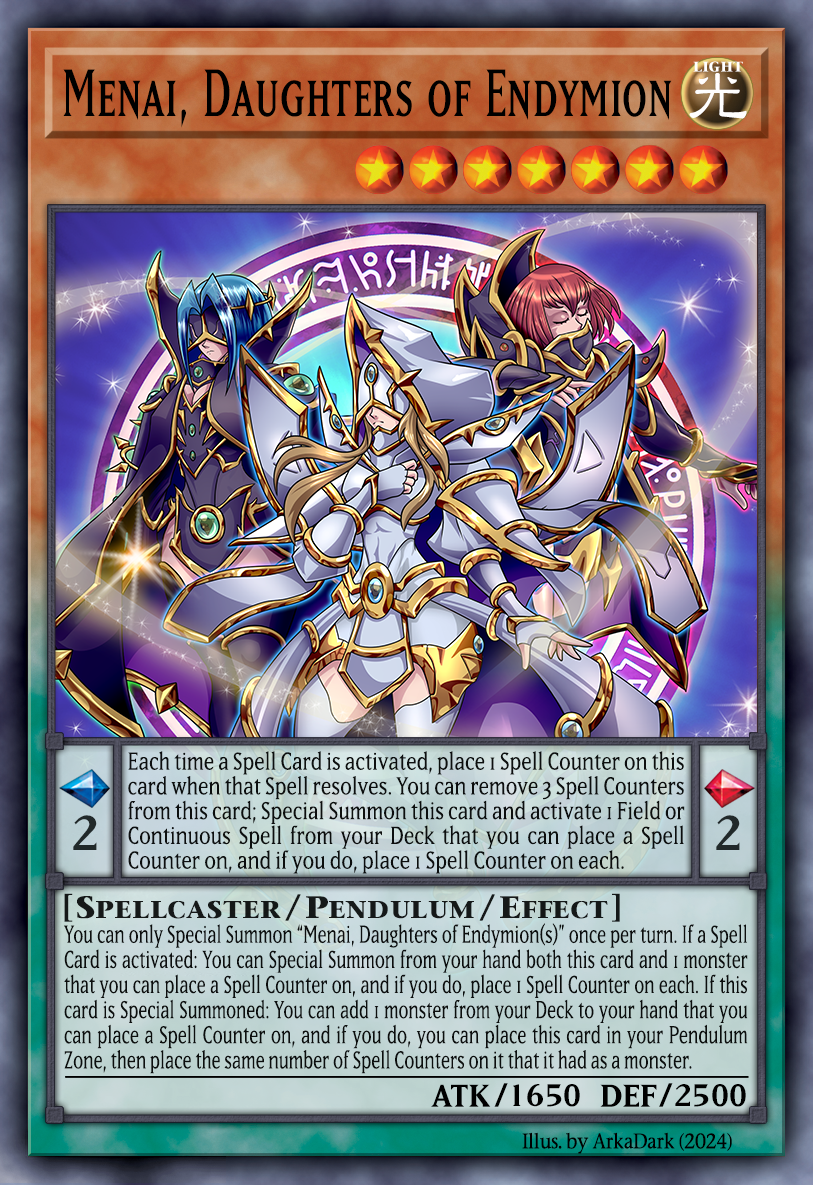 Menai, Daughters of Endymion
LIGHT
光
Each time a Spell Card is activated, place 1 Spell Counter on this
card when that Spell resolves. You can remove 3 Spell Counters
from this card; Special Summon this card and activate 1 Field or
Continuous Spell from your Deck that you can place a Spell
Counter on, and if you do, place 1 Spell Counter on each.
2
2
[Spellcaster/Pendulum/Effect]
You can only Special Summon “Menai, Daughters of Endymion(s)” once per turn. If a Spell
Card is activated: You can Special Summon from your hand both this card and 1 monster
that you can place a Spell Counter on, and if you do, place 1 Spell Counter on each. If this
card is Special Summoned: You can add 1 monster from your Deck to your hand that you
can place a Spell Counter on, and if you do, you can place this card in your Pendulum
Zone, then place the same number of Spell Counters on it that it had as a monster.
ATK/1650 DEF/2500
Illus. by ArkaDark (2024)